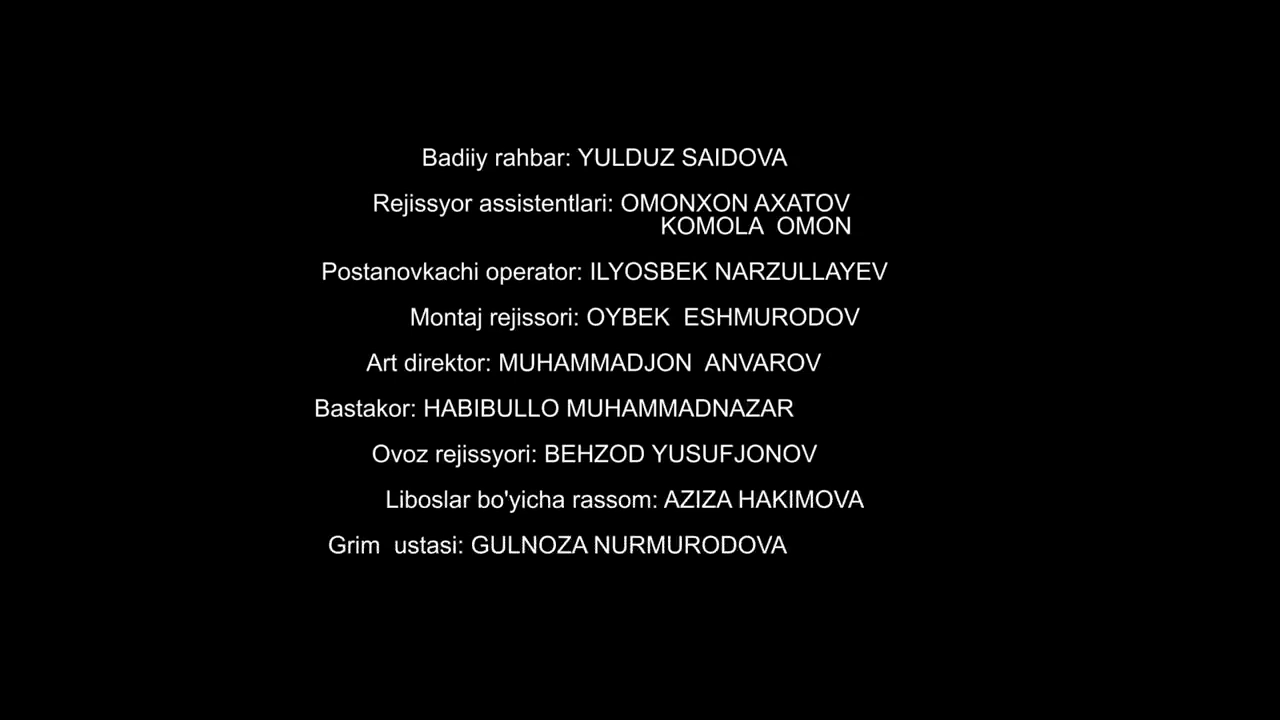 Badiiy rahbar: YULDUZ SAIDOVA
Rejissyor assistentlari: OMONXON AXATOV
KOMOLA OMON
Postanovkachi operator: ILYOSBEK NARZULLAYEV
Montaj rejissori: OYBEK ESHMURODOV
Art direktor: MUHAMMADJON ANVAROV
Bastakor: HABIBULLO MUHAMMADNAZAR
Ovoz rejissyori: BEHZOD YUSUFJONOV
Liboslar bo'yicha rassom: AZIZA HAKIMOVA
Grim ustasi: GULNOZA NURMURODOVA